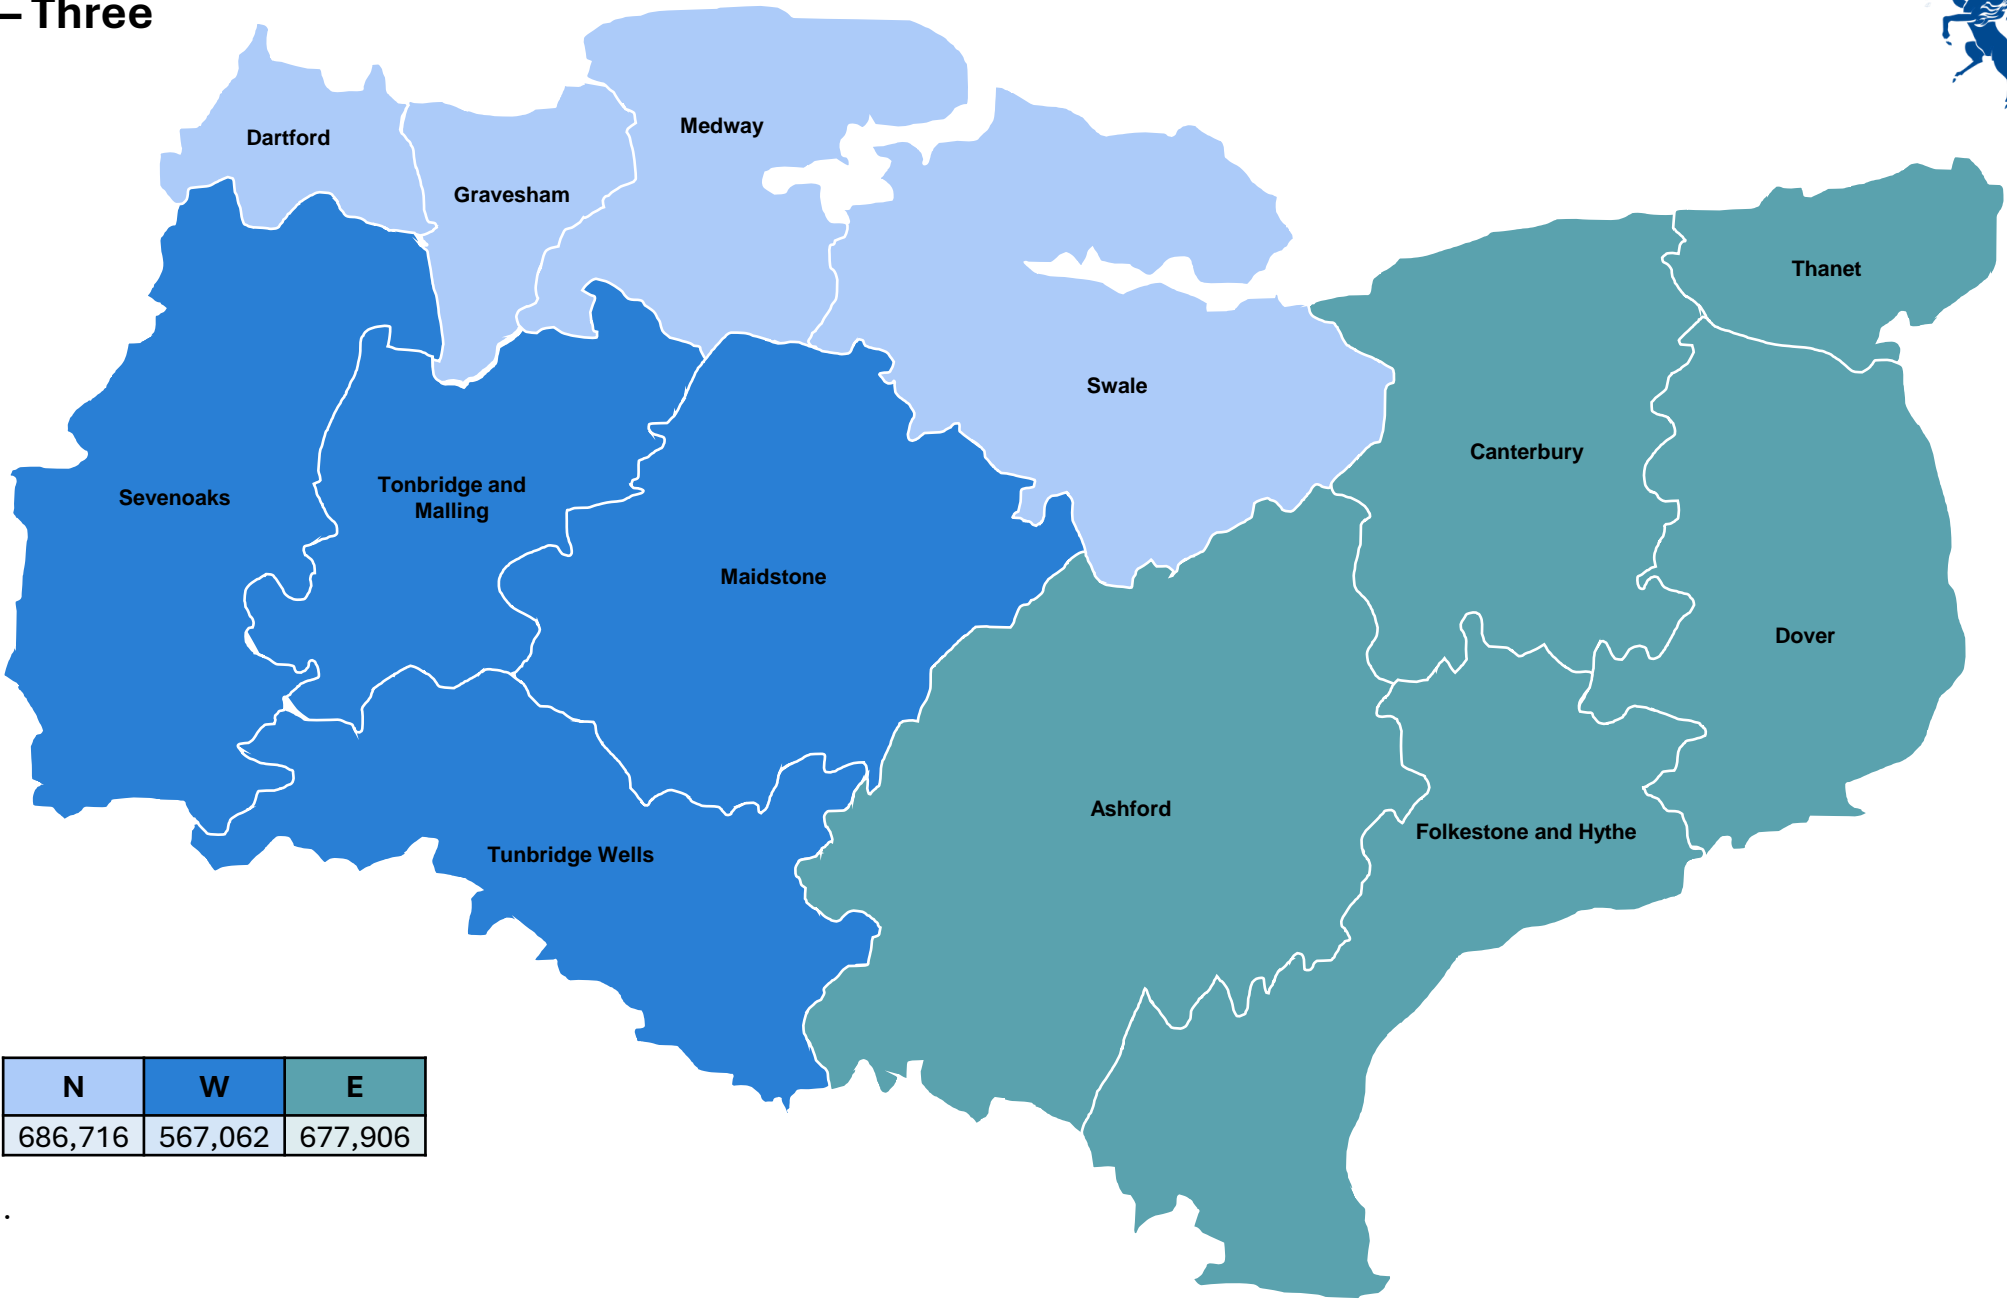 – Three
Medway
Dartford
Gravesham
Thanet
Swale
Canterbury
Sevenoaks
Tonbridge and
Malling
Maidstone
Dover
Ashford
Folkestone and Hythe
Tunbridge Wells
N W E
686,716 567,062 677,906
.